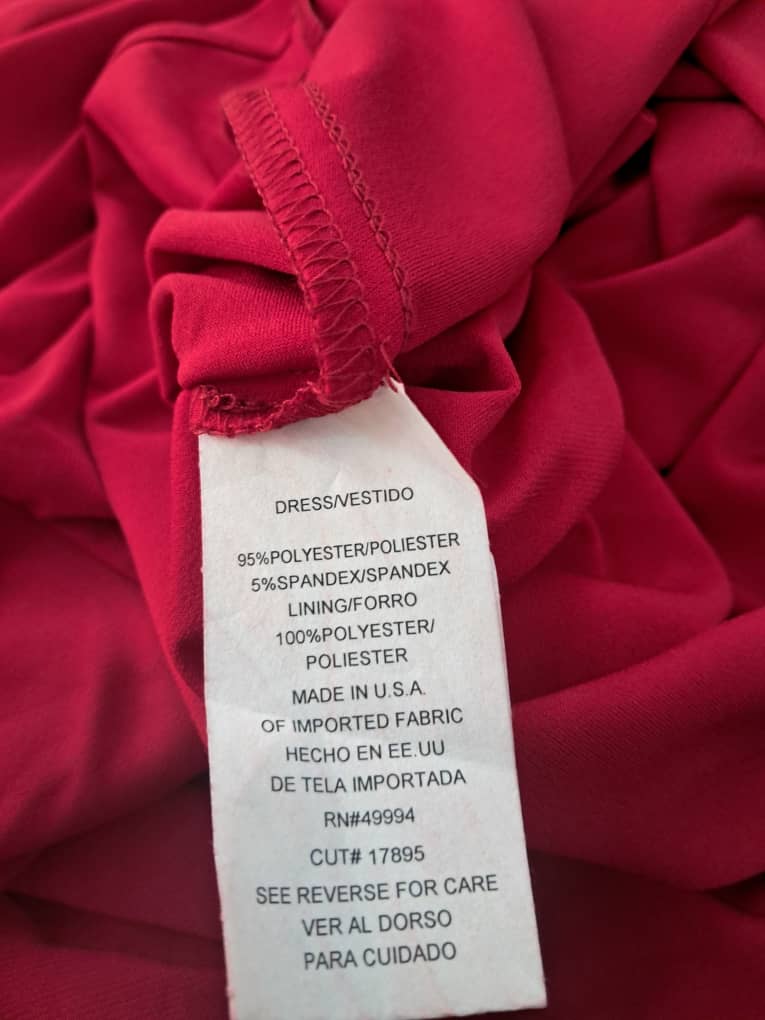 DRESS/VESTIDO
95%POLYESTER/POLIESTER
5%SPANDEX/SPANDEX
LINING/FORRO
100%POLYESTER/
POLIESTER
MADE IN U.S.A.
OF IMPORTED FABRIC
HECHO EN EE.UU
DE TELA IMPORTADA
RN#49994
CUT# 17895
SEE REVERSE FOR CARE
VER AL DORSO
PARA CUIDADO